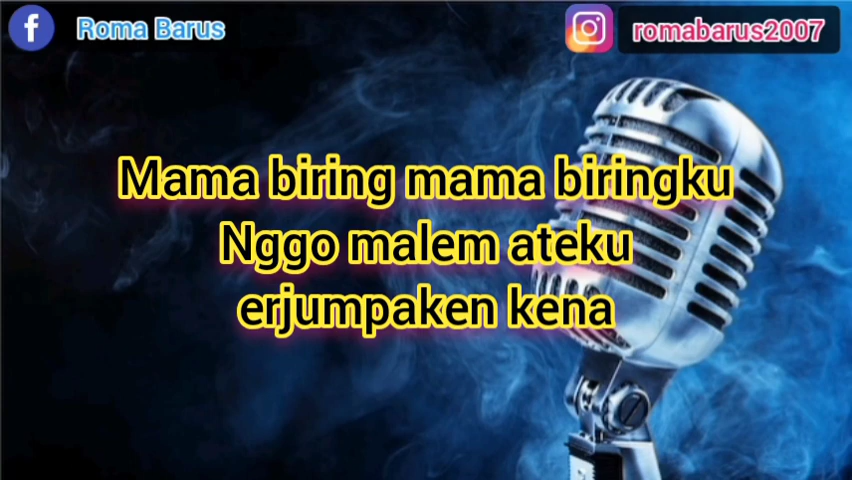 Roma Barus
romabarus2007
Mama biring mama biringku
Nggo malem ateku
erjumpaken kena